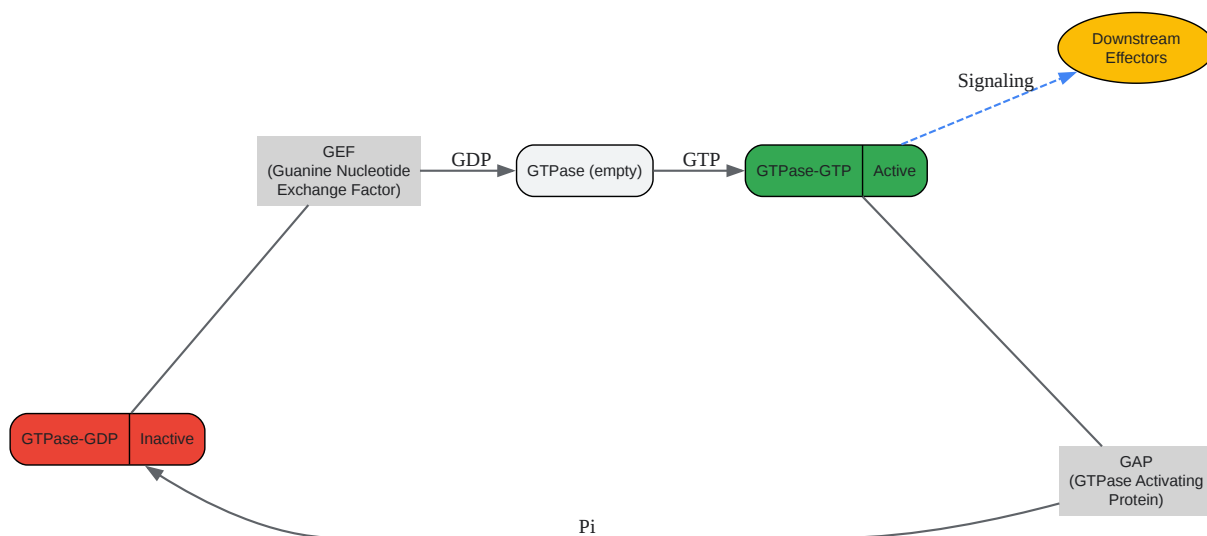 Downstream
Effectors
Signaling
GEF
(Guanine Nucleotide
Exchange Factor)
GDP
GTPase (empty)
GTP
GTPase-GTP
Active
GTPase-GDP
Inactive
GAP
(GTPase Activating
Protein)
Pi